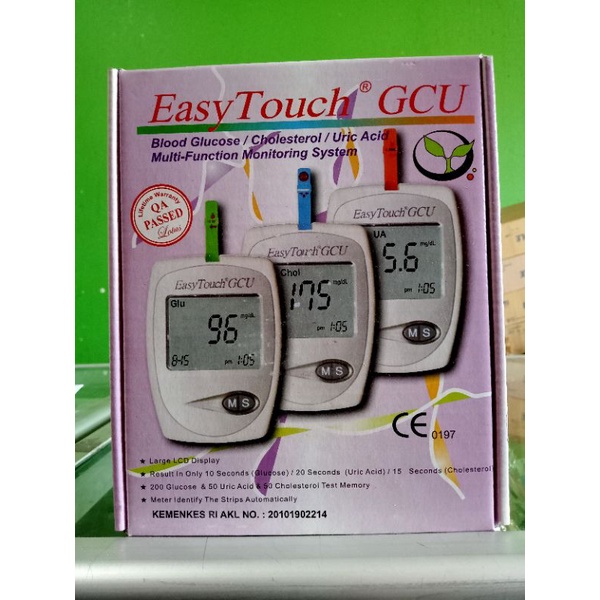 EasyTouch® GCU
Blood Glucose / Cholesterol / Uric Acid
Multi-Function Monitoring System
Lifetime Warranty
QA
PASSED
EasyTouch® GCU
UA
mg/dL
5.6
pm 1:05
M S
EasyTouch® GCU
Chol
mg/dL
175
pm 1:05
M S
EasyTouch® GCU
Glu
mg/dL
96
8-15 pm 1:05
M S
CE 0197
★ Large LCD Display
★ Result In Only 10 Seconds (Glucose) / 20 Seconds (Uric Acid) / 15 Seconds (Cholesterol)
★ 200 Glucose & 50 Uric Acid & 50 Cholesterol Test Memory
★ Meter Identify The Strips Automatically
KEMENKES RI AKL NO. : 20101902214